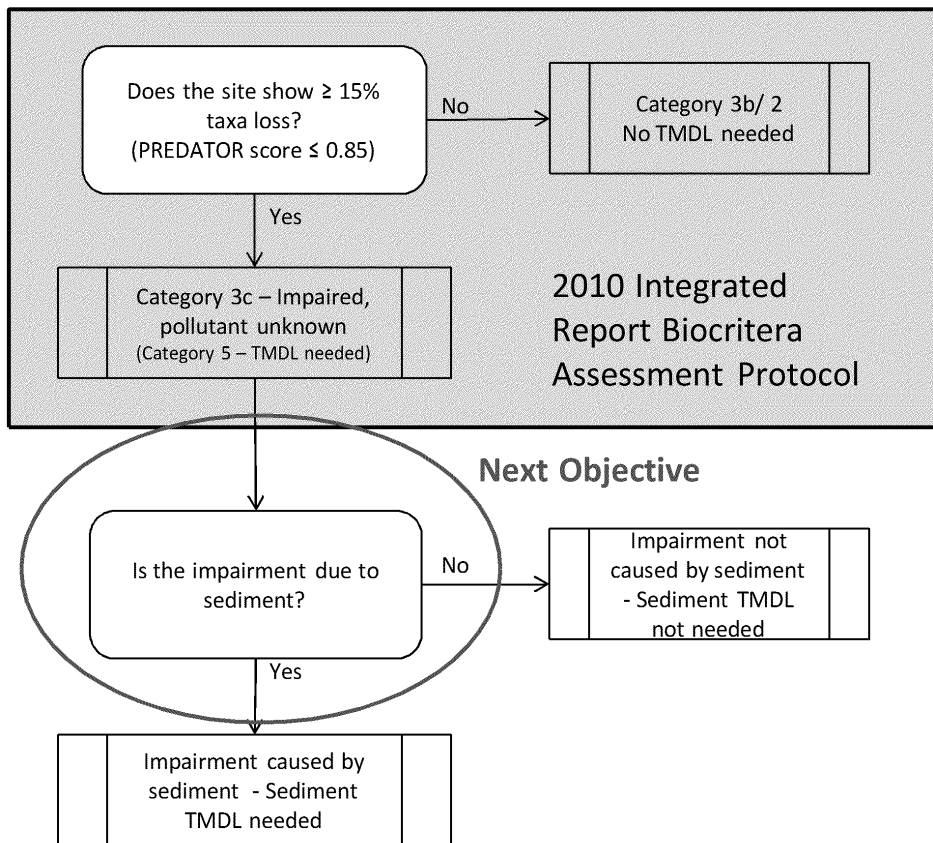 Does the site show ≥ 15%
taxa loss?
(PREDATOR score ≤ 0.85)
No
Category 3b/ 2
No TMDL needed
Yes
Category 3c – Impaired,
pollutant unknown
(Category 5 – TMDL needed)
2010 Integrated
Report Biocritera
Assessment Protocol
Next Objective
Is the impairment due to
sediment?
No
Impairment not
caused by sediment
- Sediment TMDL
not needed
Yes
Impairment caused by
sediment - Sediment
TMDL needed